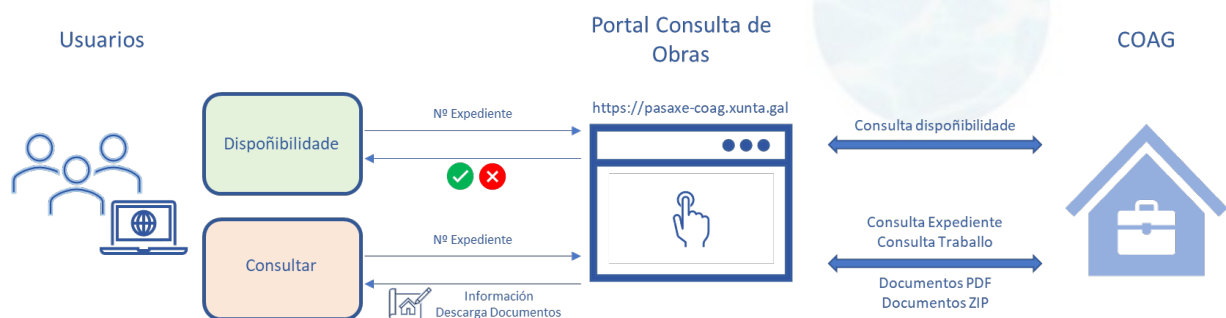 Usuarios
Portal Consulta de
Obras
COAG
https://pasaxe-coag.xunta.gal
Dispoñibilidade
Nº Expediente
Consulta dispoñibilidade
Consultar
Nº Expediente
Información
Descarga Documentos
Consulta Expediente
Consulta Traballo
Documentos PDF
Documentos ZIP